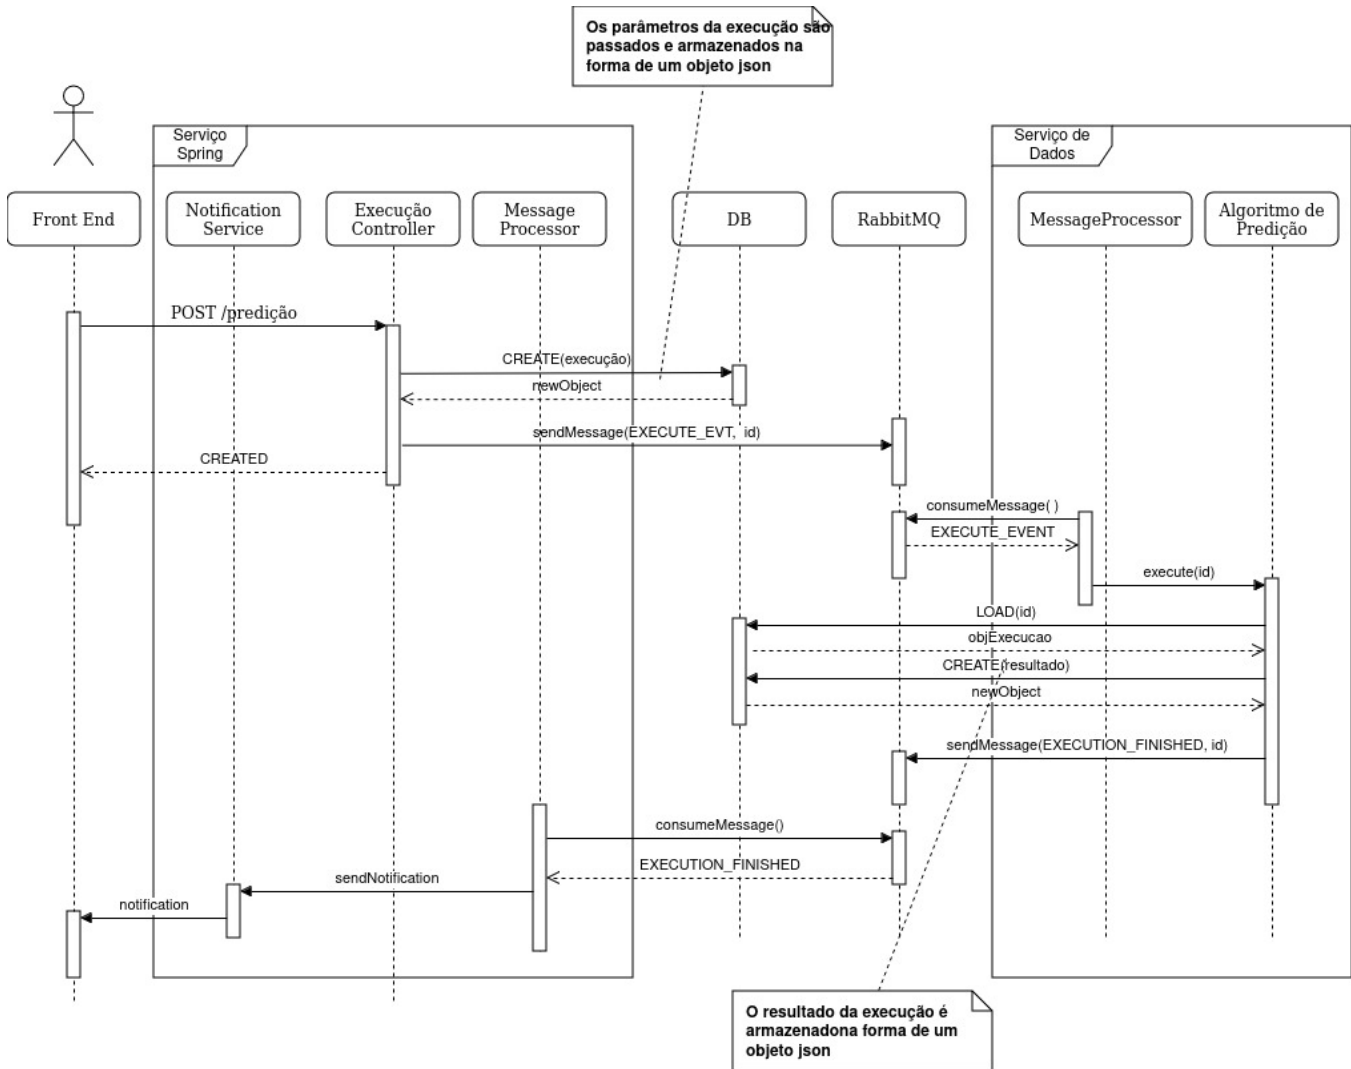 Os parâmetros da execução são
passados e armazenados na
forma de um objeto json
Serviço
Spring
Serviço de
Dados
Front End
Notification
Service
Execução
Controller
Message
Processor
DB
RabbitMQ
MessageProcessor
Algoritmo de
Predição
POST /predição
CREATE(execução)
newObject
sendMessage(EXECUTE_EVT, id)
CREATED
consumeMessage( )
EXECUTE_EVENT
execute(id)
LOAD(id)
objExecucao
CREATE(resultado)
newObject
sendMessage(EXECUTION_FINISHED, id)
consumeMessage()
EXECUTION_FINISHED
sendNotification
notification
O resultado da execução é
armazenadona forma de um
objeto json